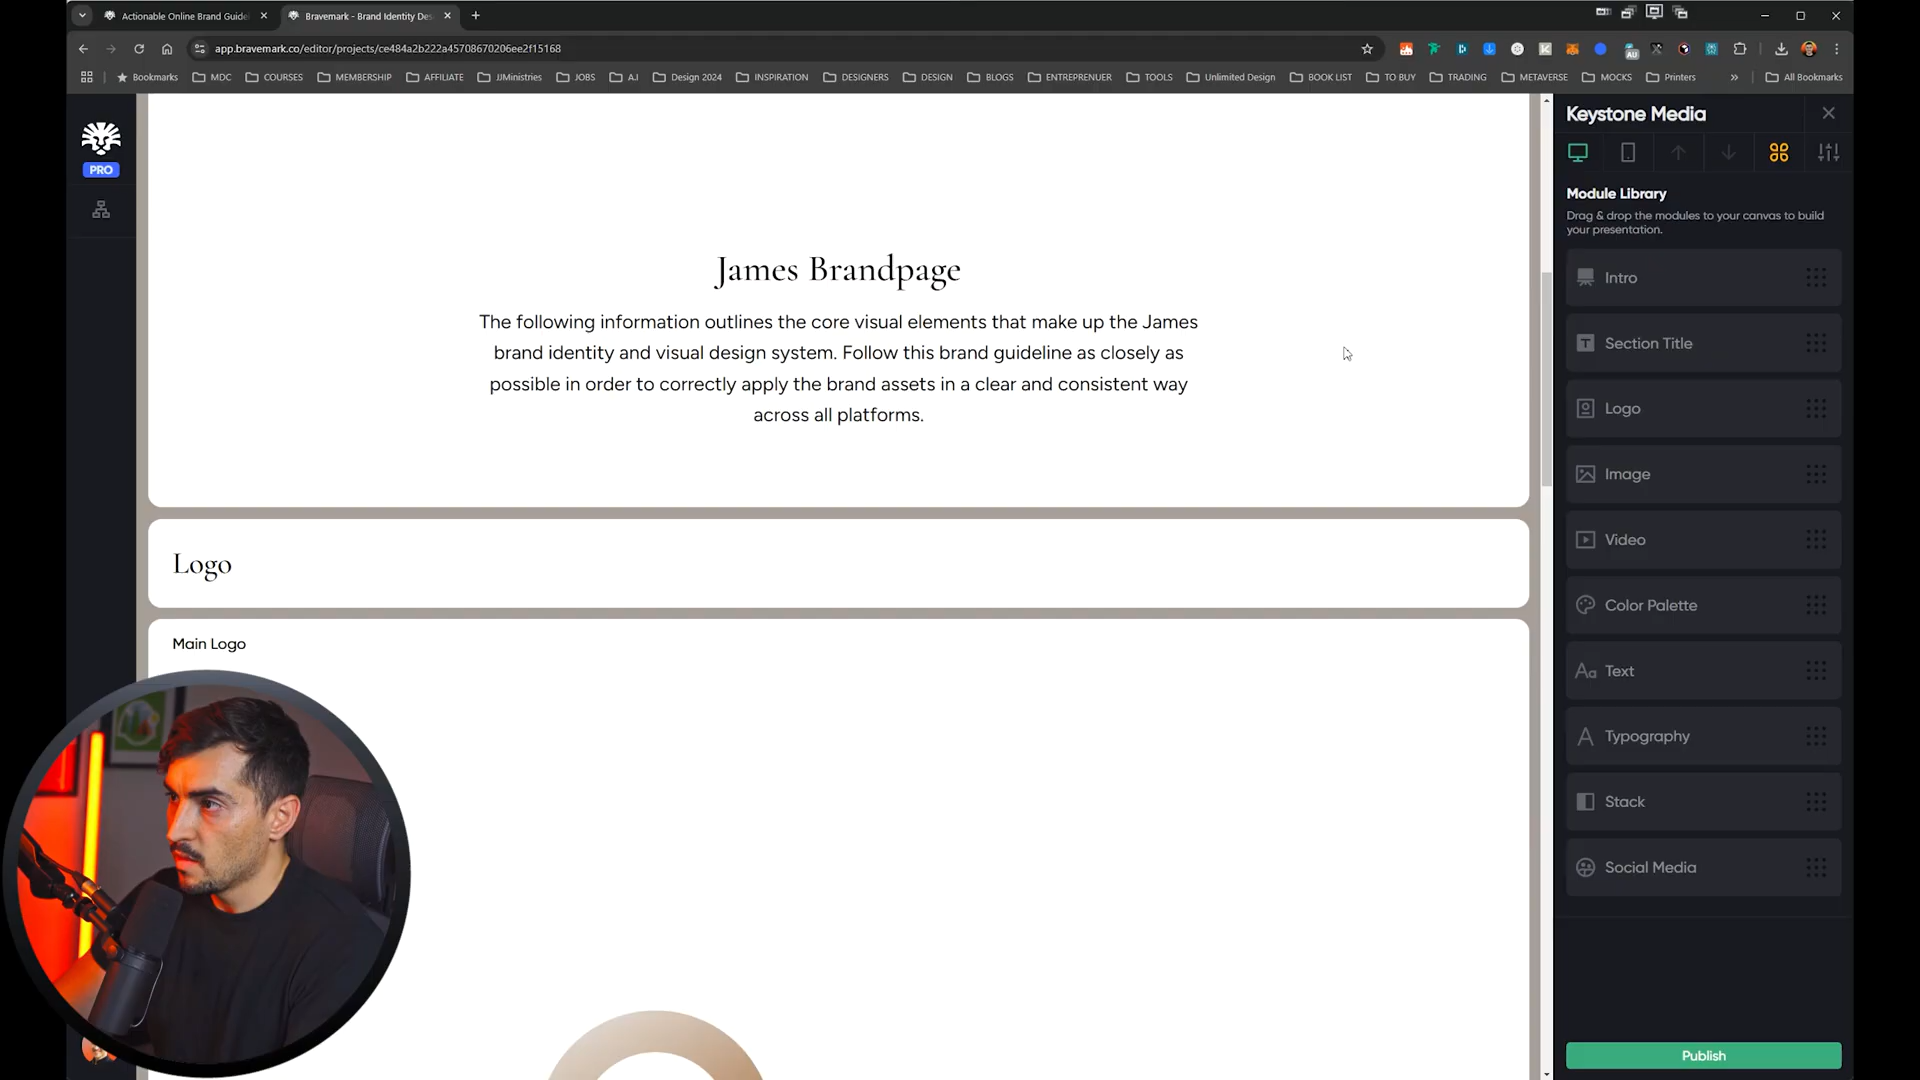 Actionable Online Brand Guide
Bravemark - Brand Identity Des
app.bravemark.co/editor/projects/ce484a2b222a45708670206ee2f15168
Bookmarks
MDC
COURSES
MEMBERSHIP
AFFILIATE
JJMinistries
JOBS
A.I
Design 2024
INSPIRATION
DESIGNERS
DESIGN
BLOGS
ENTREPRENUER
TOOLS
Unlimited Design
BOOK LIST
TO BUY
TRADING
METAVERSE
MOCKS
Printers
»
All Bookmarks
PRO
James Brandpage
The following information outlines the core visual elements that make up the James
brand identity and visual design system. Follow this brand guideline as closely as
possible in order to correctly apply the brand assets in a clear and consistent way
across all platforms.
Logo
Main Logo
Keystone Media
Module Library
Drag & drop the modules to your canvas to build
your presentation.
Intro
Section Title
Logo
Image
Video
Color Palette
Text
Typography
Stack
Social Media
Publish